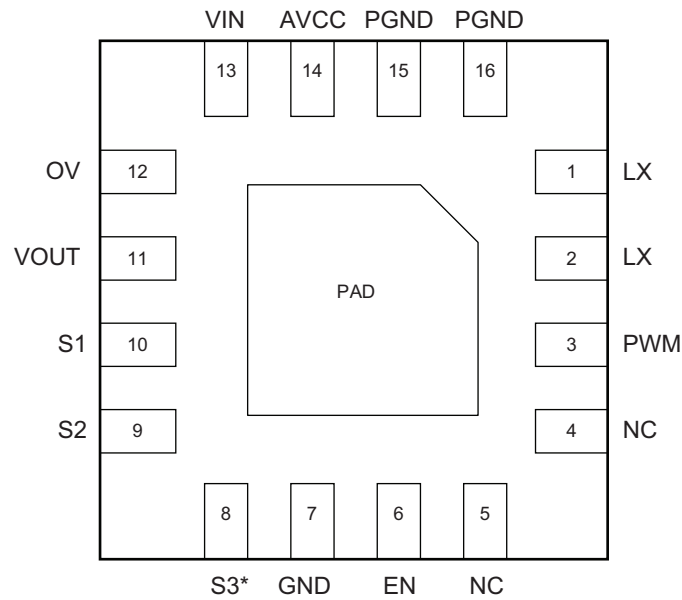 VIN AVCC PGND PGND
13 14 15 16
OV 12 1 LX
VOUT 11 2 LX
PAD
S1 10 3 PWM
S2 9 4 NC
8 7 6 5
S3* GND EN NC